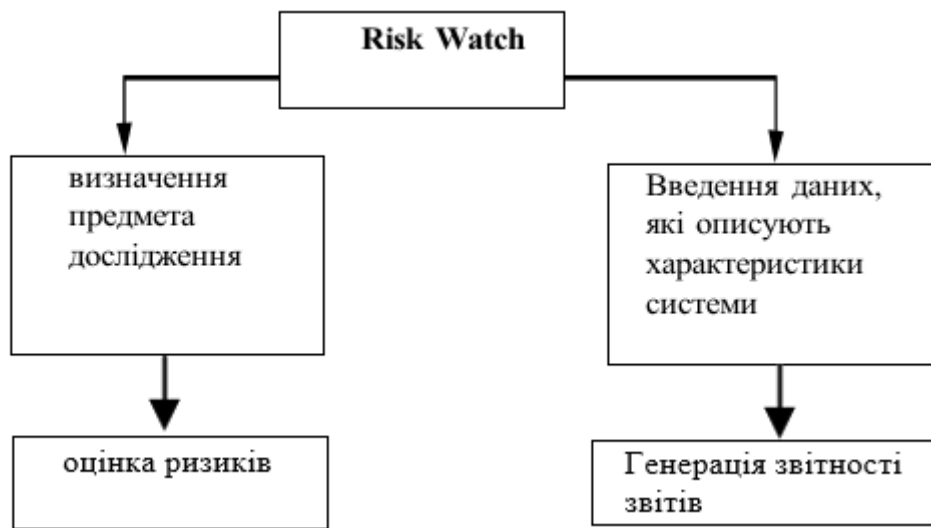 Risk Watch
визначення
предмета
дослідження
Введення даних,
які описують
характеристики
системи
оцінка ризиків
Генерація звітності
звітів